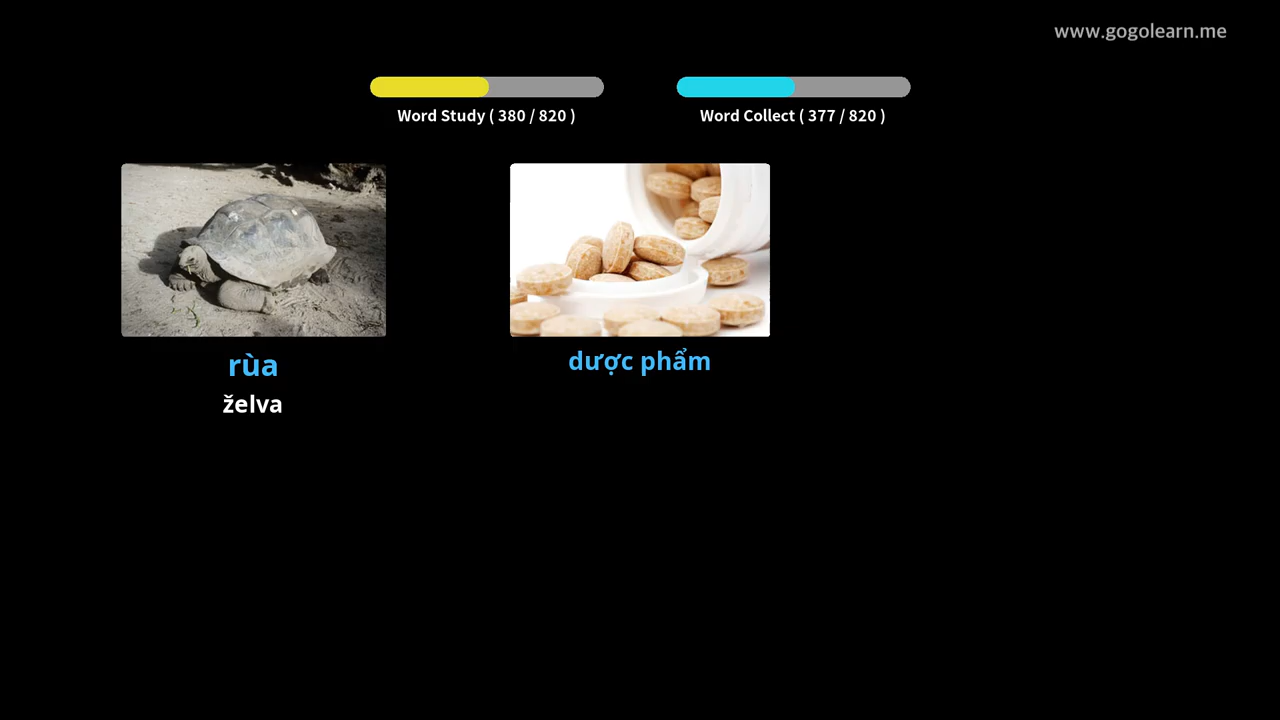 www.gogolearn.me
Word Study ( 380 / 820 )
Word Collect ( 377 / 820 )
rùa
želva
dược phẩm